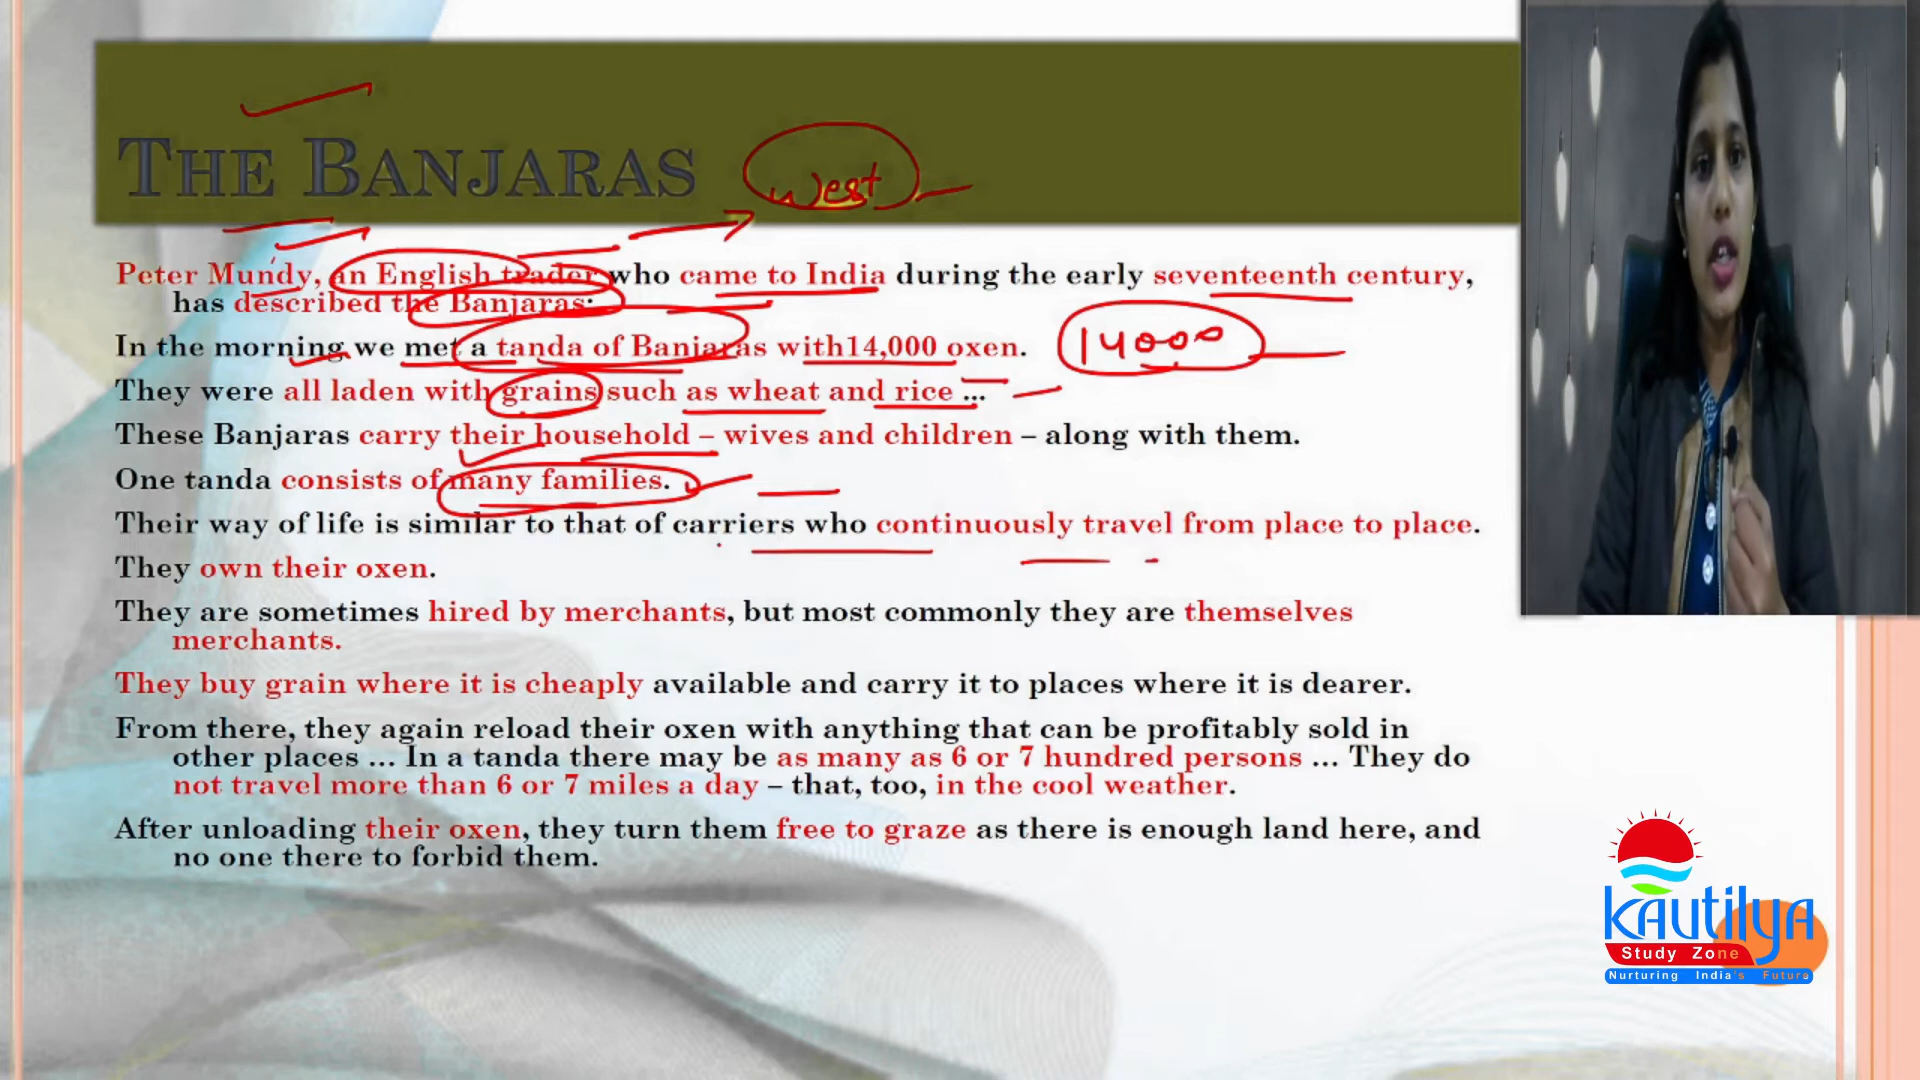 THE BANJARAS
west
Peter Mundy, an English trader who came to India during the early seventeenth century,
has described the Banjaras:
In the morning we met a tanda of Banjaras with14,000 oxen.
14000
They were all laden with grains such as wheat and rice ...
These Banjaras carry their household – wives and children – along with them.
One tanda consists of many families.
Their way of life is similar to that of carriers who continuously travel from place to place.
They own their oxen.
They are sometimes hired by merchants, but most commonly they are themselves
merchants.
They buy grain where it is cheaply available and carry it to places where it is dearer.
From there, they again reload their oxen with anything that can be profitably sold in
other places ... In a tanda there may be as many as 6 or 7 hundred persons ... They do
not travel more than 6 or 7 miles a day – that, too, in the cool weather.
After unloading their oxen, they turn them free to graze as there is enough land here, and
no one there to forbid them.
kautilya
Study Zone
Nurturing India's Future